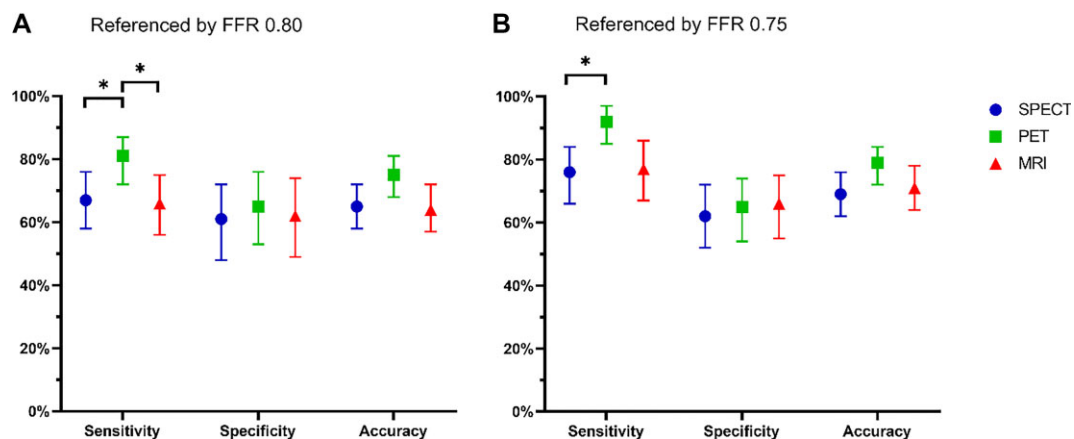 A Referenced by FFR 0.80
* *
100%
80%
60%
40%
20%
0%
Sensitivity Specificity Accuracy
B Referenced by FFR 0.75
*
100%
80%
60%
40%
20%
0%
Sensitivity Specificity Accuracy
SPECT
PET
MRI